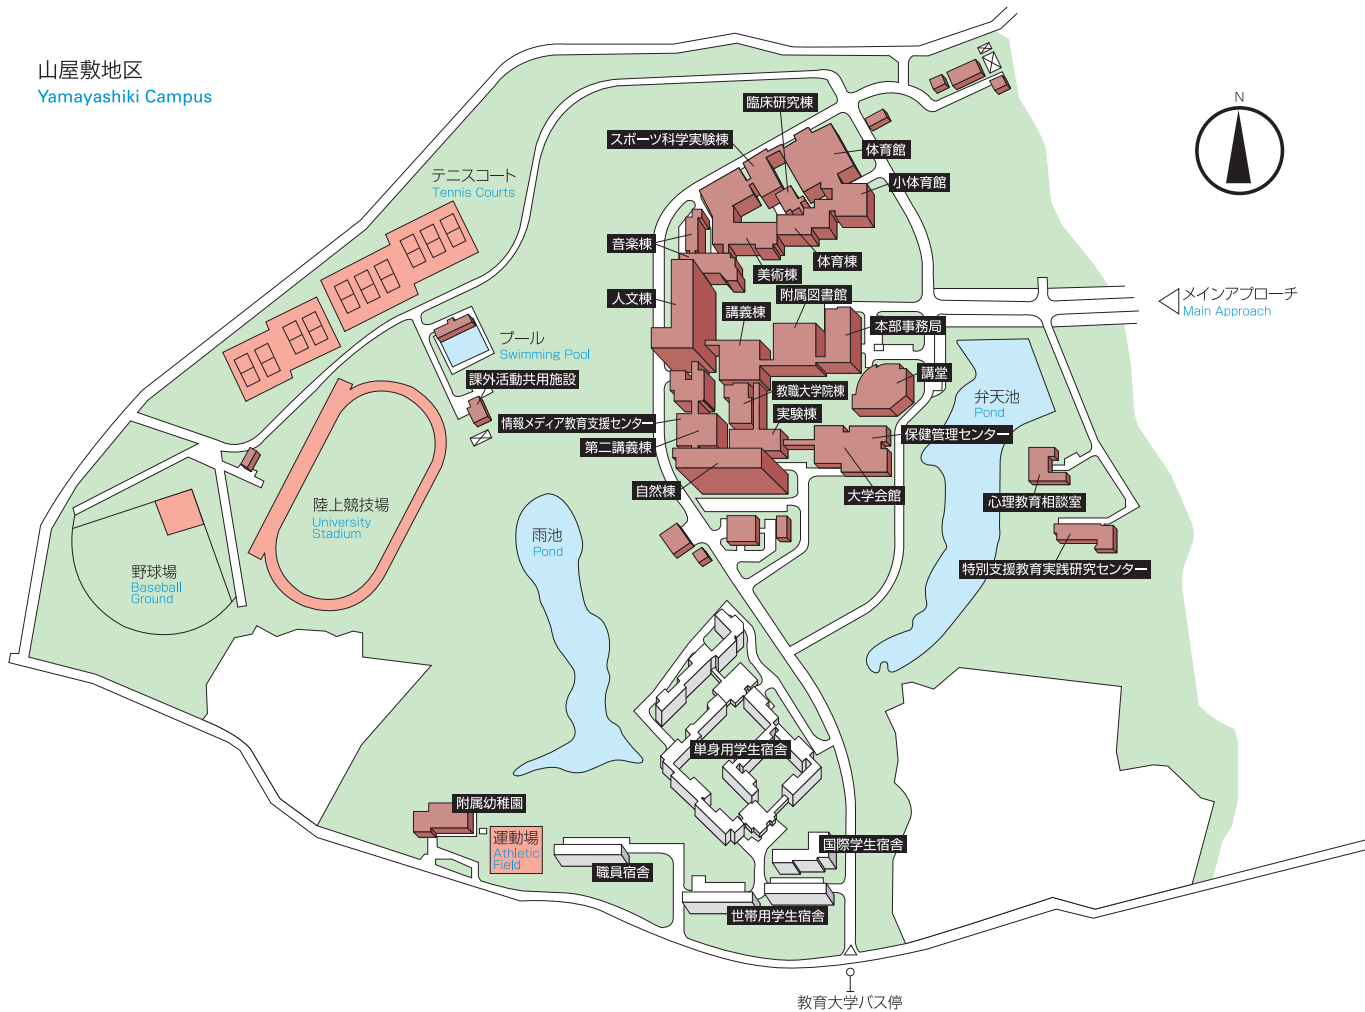 山屋敷地区
Yamayashiki Campus
N
臨床研究棟
スポーツ科学実験棟
体育館
テニスコート
Tennis Courts
小体育館
音楽棟
体育棟
美術棟
人文棟
附属図書館
メインアプローチ
Main Approach
講義棟
本部事務局
プール
Swimming Pool
課外活動共用施設
講堂
教職大学院棟
弁天池
Pond
実験棟
情報メディア教育支援センター
保健管理センター
第二講義棟
自然棟
大学会館
心理教育相談室
陸上競技場
University
Stadium
雨池
Pond
野球場
Baseball
Ground
特別支援教育実践研究センター
単身用学生宿舎
附属幼稚園
運動場
Athletic
Field
国際学生宿舎
職員宿舎
世帯用学生宿舎
教育大学バス停